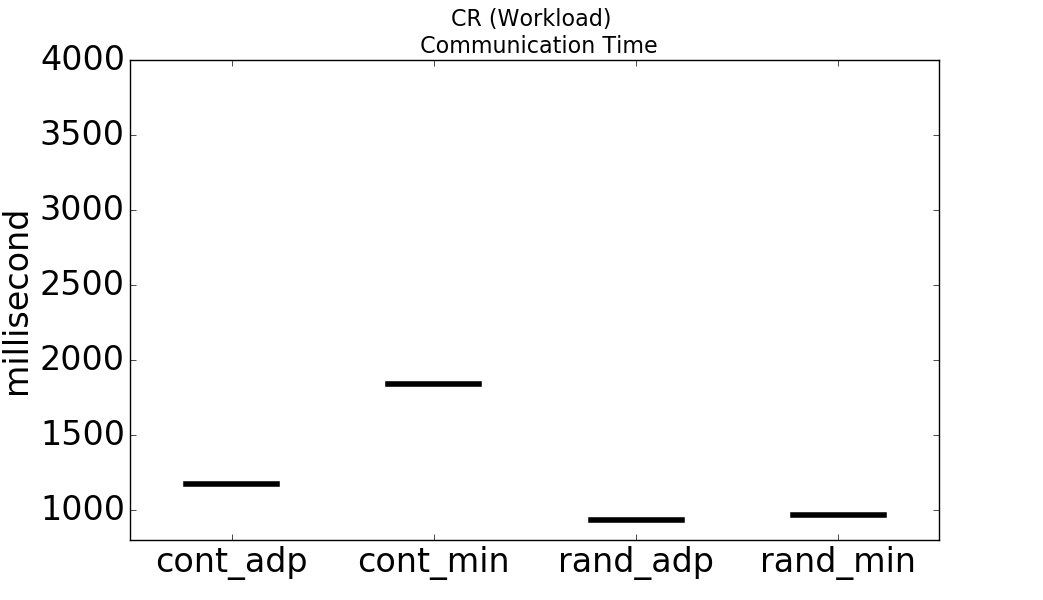 CR (Workload)
Communication Time
4000
3500
3000
2500
2000
1500
1000
millisecond
cont_adp cont_min rand_adp rand_min